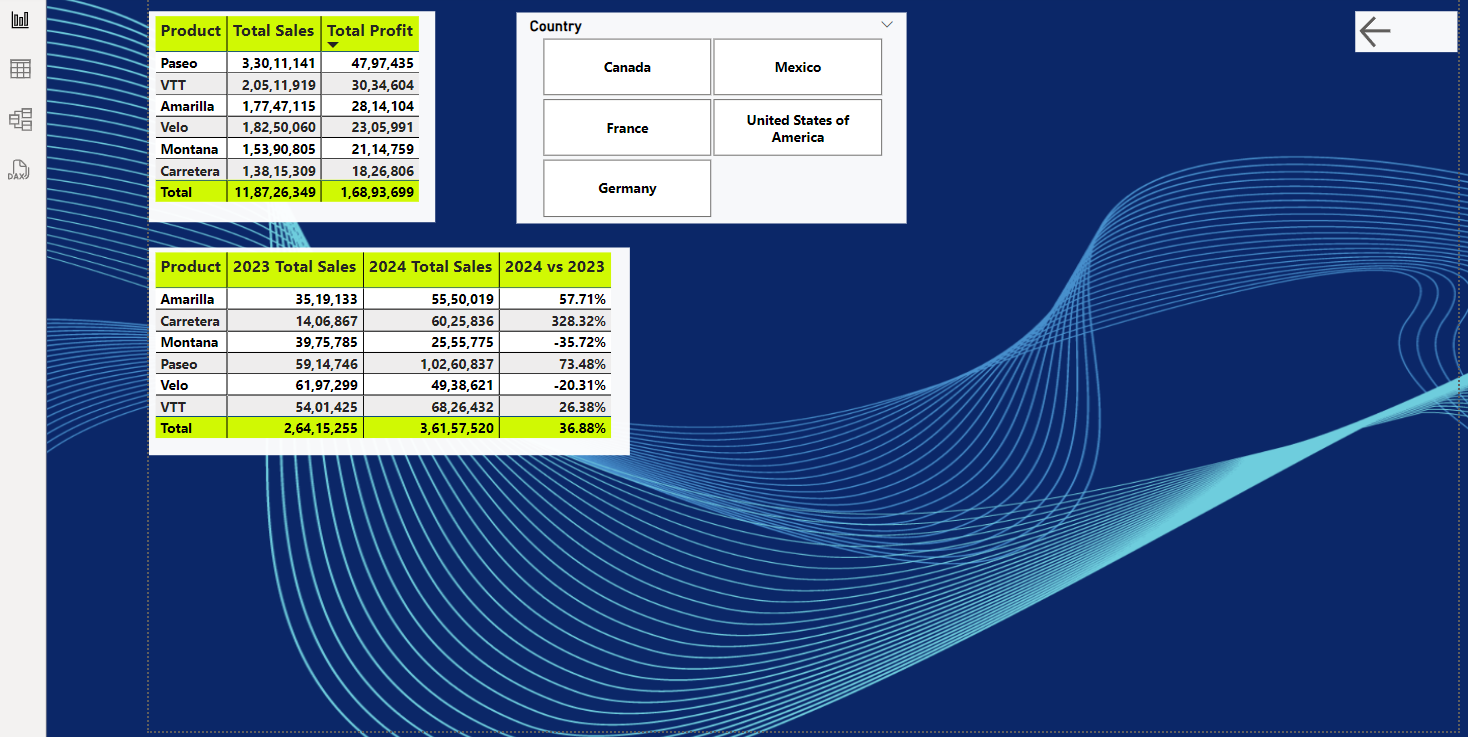 Product Total Sales Total Profit
Paseo 3,30,11,141 47,97,435
VTT 2,05,11,919 30,34,604
Amarilla 1,77,47,115 28,14,104
Velo 1,82,50,060 23,05,991
Montana 1,53,90,805 21,14,759
Carretera 1,38,15,309 18,26,806
Total 11,87,26,349 1,68,93,699
Country
Canada Mexico
France United States of
America
Germany
Product 2023 Total Sales 2024 Total Sales 2024 vs 2023
Amarilla 35,19,133 55,50,019 57.71%
Carretera 14,06,867 60,25,836 328.32%
Montana 39,75,785 25,55,775 -35.72%
Paseo 59,14,746 1,02,60,837 73.48%
Velo 61,97,299 49,38,621 -20.31%
VTT 54,01,425 68,26,432 26.38%
Total 2,64,15,255 3,61,57,520 36.88%
DAX